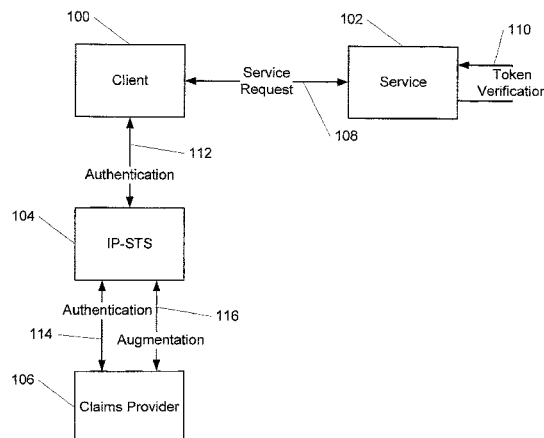 100
Client
102
Service
110
Token
Verification
Service
Request
108
112
Authentication
104
IP-STS
Authentication
116
114
Augmentation
106
Claims Provider